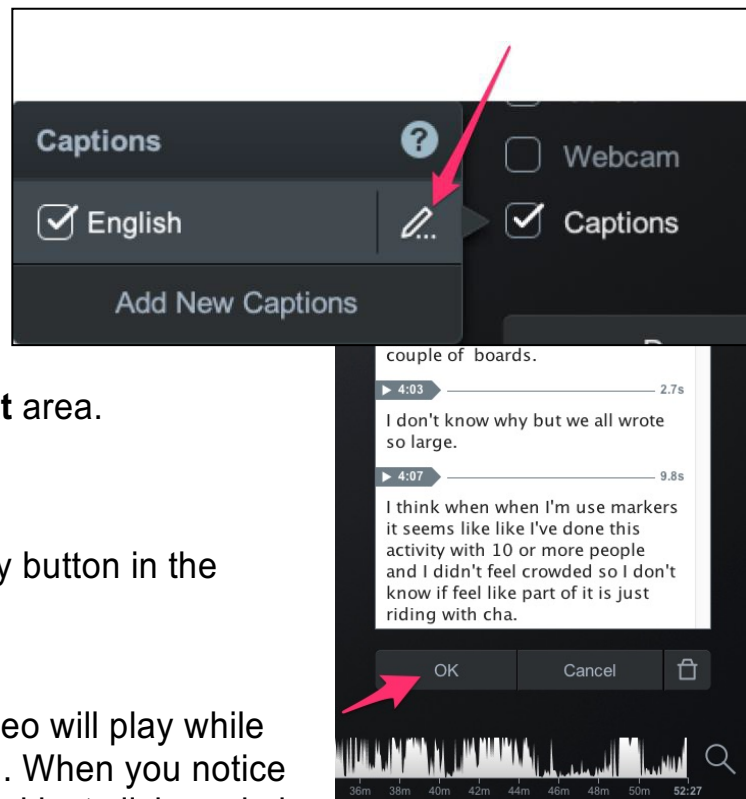 Captions
?
English
Add New Captions
Webcam
Captions
t area.
y button in the
eo will play while
. When you notice
couple of boards.
4:03
2.7s
I don't know why but we all wrote
so large.
4:07
9.8s
I think when when I'm use markers
it seems like like I've done this
activity with 10 or more people
and I didn't feel crowded so I don't
know if feel like part of it is just
riding with cha.
OK
Cancel
36m 38m 40m 42m 44m 46m 48m 50m 52:27